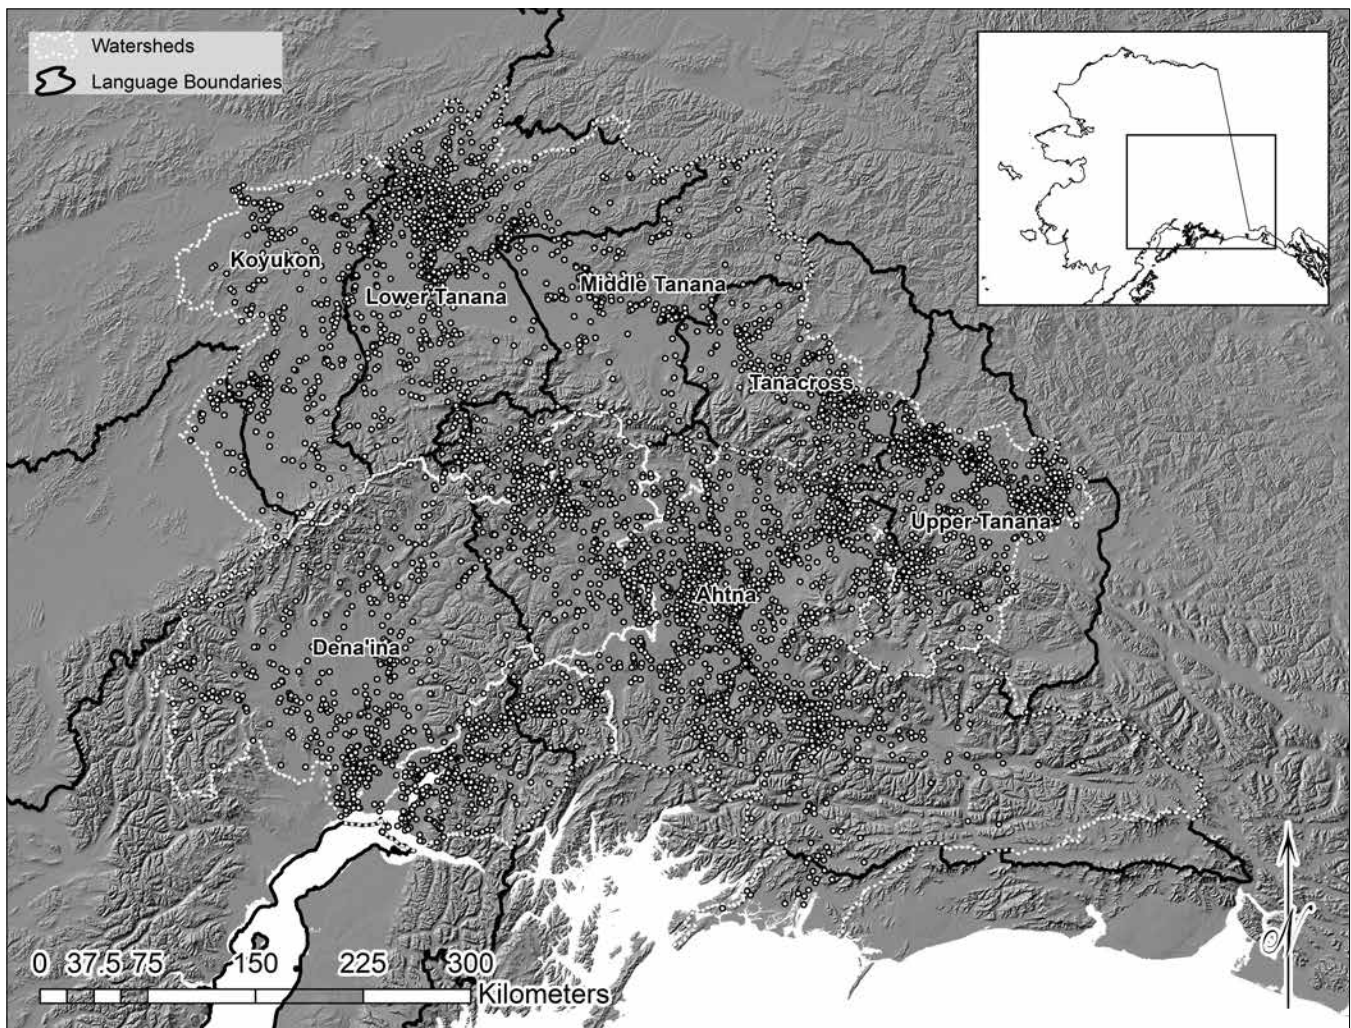 Watersheds
Language Boundaries
Koyukon
Lower Tanana
Middle Tanana
Tanacross
Upper Tanana
Ahtna
Dena'ina
0 37.5 75 150 225 300
Kilometers
N